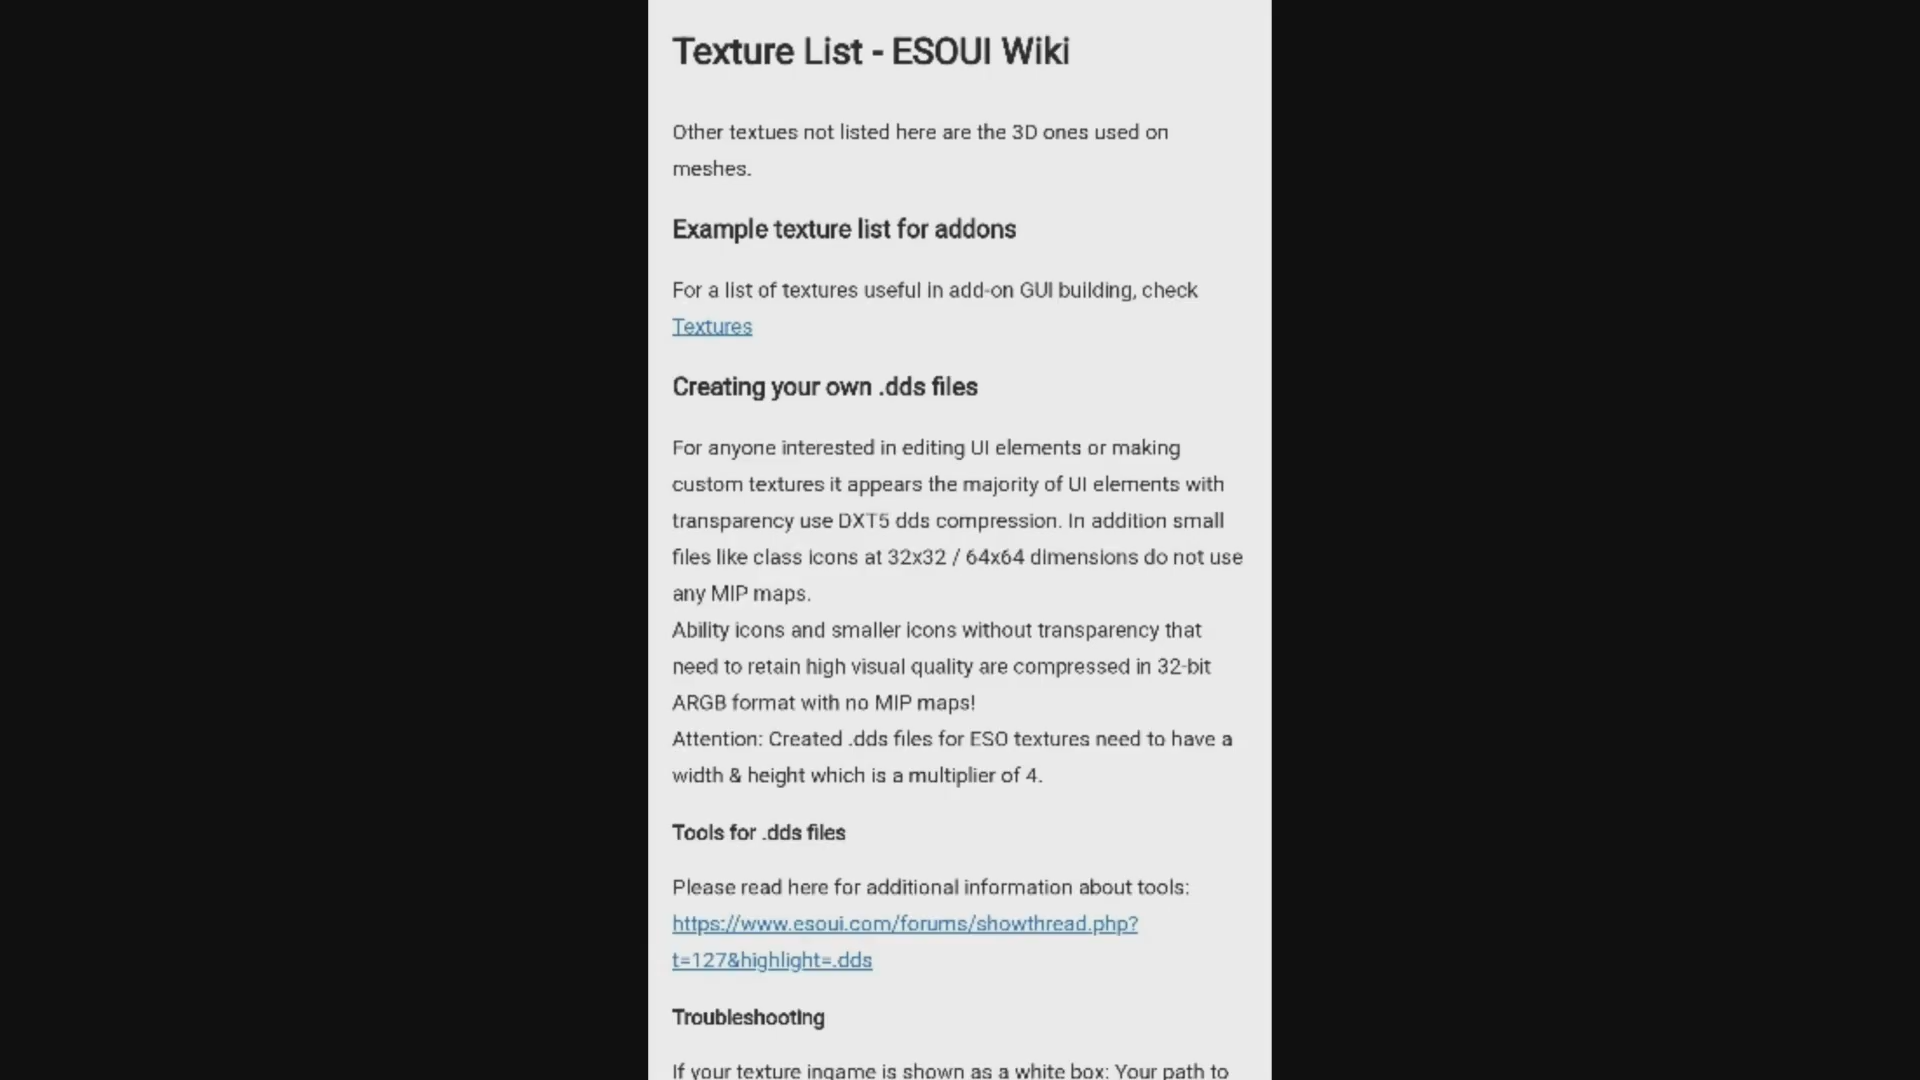 Texture List - ESOUI Wiki
Other textues not listed here are the 3D ones used on
meshes.
Example texture list for addons
For a list of textures useful in add-on GUI building, check
Textures
Creating your own .dds files
For anyone interested in editing UI elements or making
custom textures it appears the majority of UI elements with
transparency use DXT5 dds compression. In addition small
files like class icons at 32x32 / 64x64 dimensions do not use
any MIP maps.
Ability icons and smaller icons without transparency that
need to retain high visual quality are compressed in 32-bit
ARGB format with no MIP maps!
Attention: Created .dds files for ESO textures need to have a
width & height which is a multiplier of 4.
Tools for .dds files
Please read here for additional information about tools:
https://www.esoui.com/forums/showthread.php?
t=127&highlight=.dds
Troubleshooting
If your texture ingame is shown as a white box: Your path to